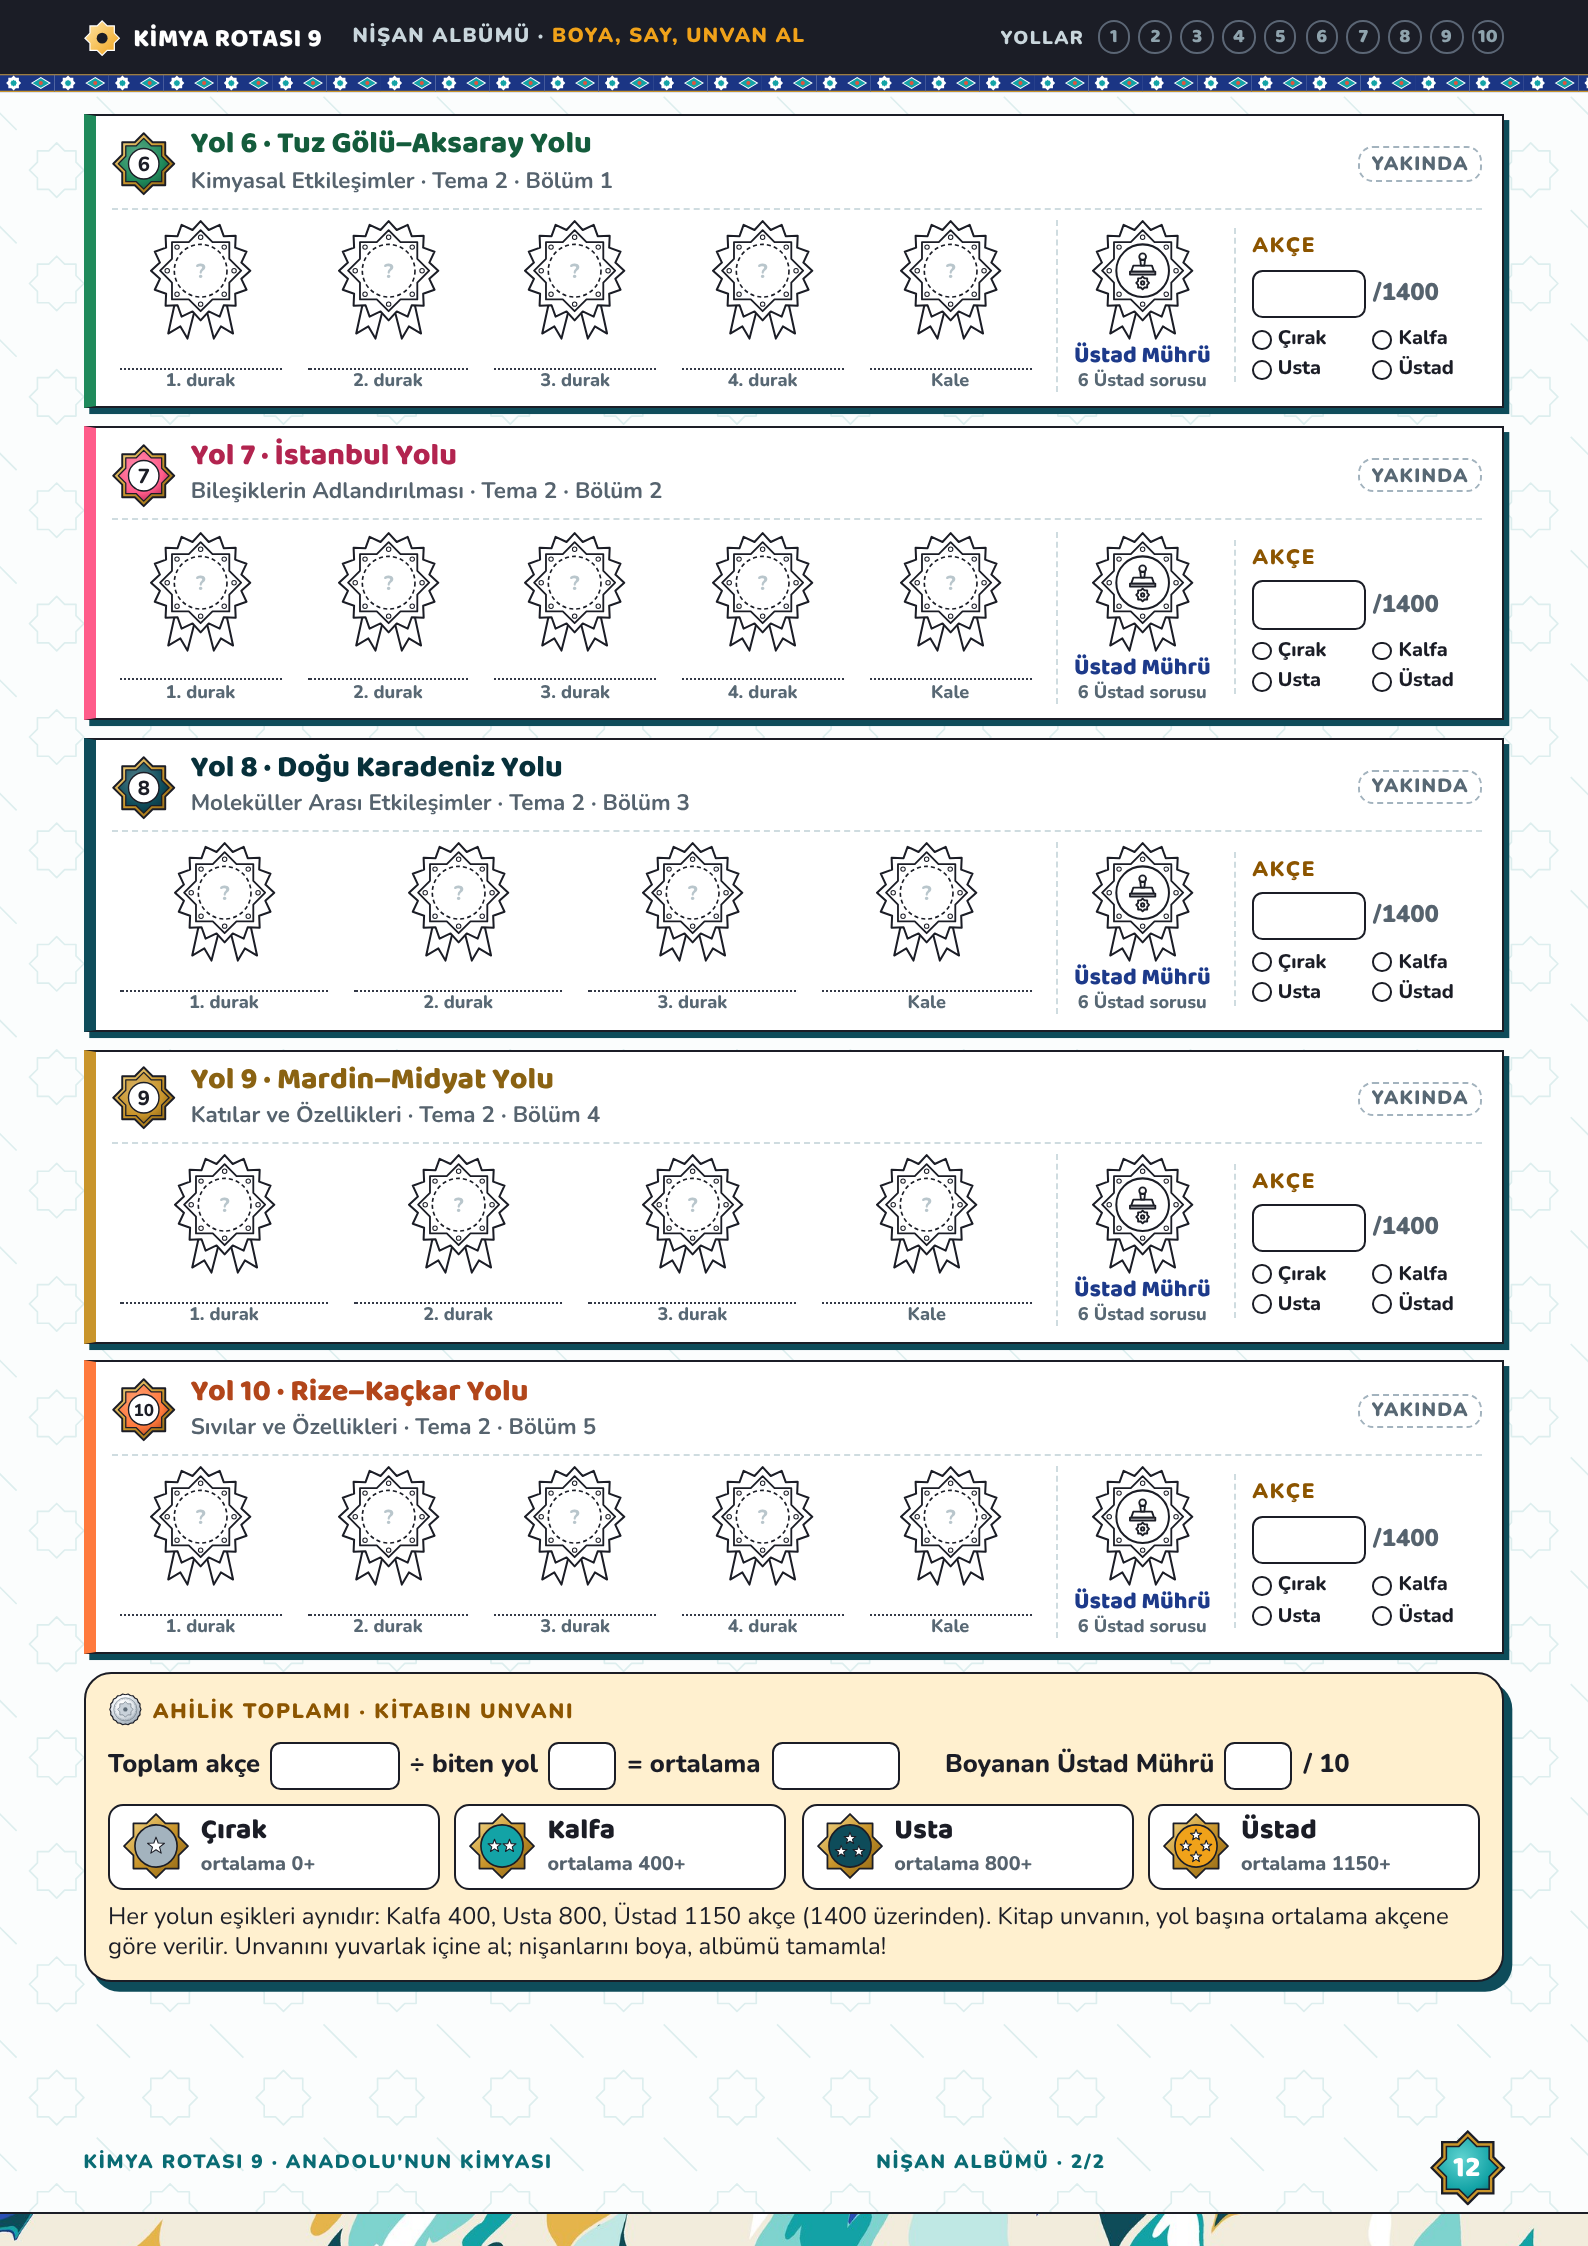 KİMYA ROTASI 9 NİŞAN ALBÜMÜ · BOYA, SAY, UNVAN AL YOLLAR 1 2 3 4 5 6 7 8 9 10
6 Yol 6 · Tuz Gölü–Aksaray Yolu
Kimyasal Etkileşimler · Tema 2 · Bölüm 1
YAKINDA
? ? ? ? ?
AKÇE
/1400
Üstad Mührü
Çırak Kalfa
Usta Üstad
1. durak 2. durak 3. durak 4. durak Kale 6 Üstad sorusu
7 Yol 7 · İstanbul Yolu
Bileşiklerin Adlandırılması · Tema 2 · Bölüm 2
YAKINDA
? ? ? ? ?
AKÇE
/1400
Üstad Mührü
Çırak Kalfa
Usta Üstad
1. durak 2. durak 3. durak 4. durak Kale 6 Üstad sorusu
8 Yol 8 · Doğu Karadeniz Yolu
Moleküller Arası Etkileşimler · Tema 2 · Bölüm 3
YAKINDA
? ? ? ?
AKÇE
/1400
Üstad Mührü
Çırak Kalfa
Usta Üstad
1. durak 2. durak 3. durak Kale 6 Üstad sorusu
9 Yol 9 · Mardin–Midyat Yolu
Katılar ve Özellikleri · Tema 2 · Bölüm 4
YAKINDA
? ? ? ?
AKÇE
/1400
Üstad Mührü
Çırak Kalfa
Usta Üstad
1. durak 2. durak 3. durak Kale 6 Üstad sorusu
10 Yol 10 · Rize–Kaçkar Yolu
Sıvılar ve Özellikleri · Tema 2 · Bölüm 5
YAKINDA
? ? ? ? ?
AKÇE
/1400
Üstad Mührü
Çırak Kalfa
Usta Üstad
1. durak 2. durak 3. durak 4. durak Kale 6 Üstad sorusu
AHİLİK TOPLAMI · KİTABIN UNVANI
Toplam akçe ÷ biten yol = ortalama Boyanan Üstad Mührü / 10
Çırak Kalfa Usta Üstad
ortalama 0+ ortalama 400+ ortalama 800+ ortalama 1150+
Her yolun eşikleri aynıdır: Kalfa 400, Usta 800, Üstad 1150 akçe (1400 üzerinden). Kitap unvanın, yol başına ortalama akçene
göre verilir. Unvanını yuvarlak içine al; nişanlarını boya, albümü tamamla!
KİMYA ROTASI 9 · ANADOLU'NUN KİMYASI NİŞAN ALBÜMÜ · 2/2 12